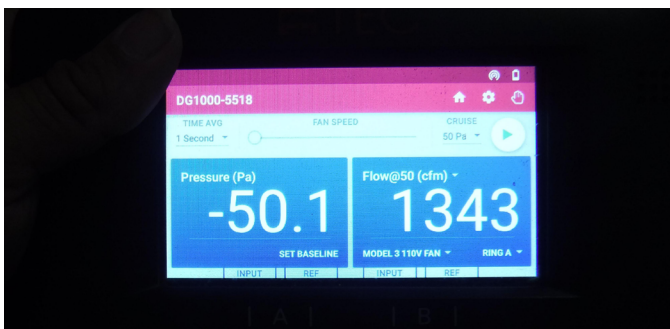 DG1000-5518
TIME AVG FAN SPEED CRUISE
1 Second 50 Pa
Pressure (Pa) Flow@50 (cfm)
-50.1 1343
SET BASELINE MODEL 3 110V FAN RING A
INPUT REF INPUT REF
A B